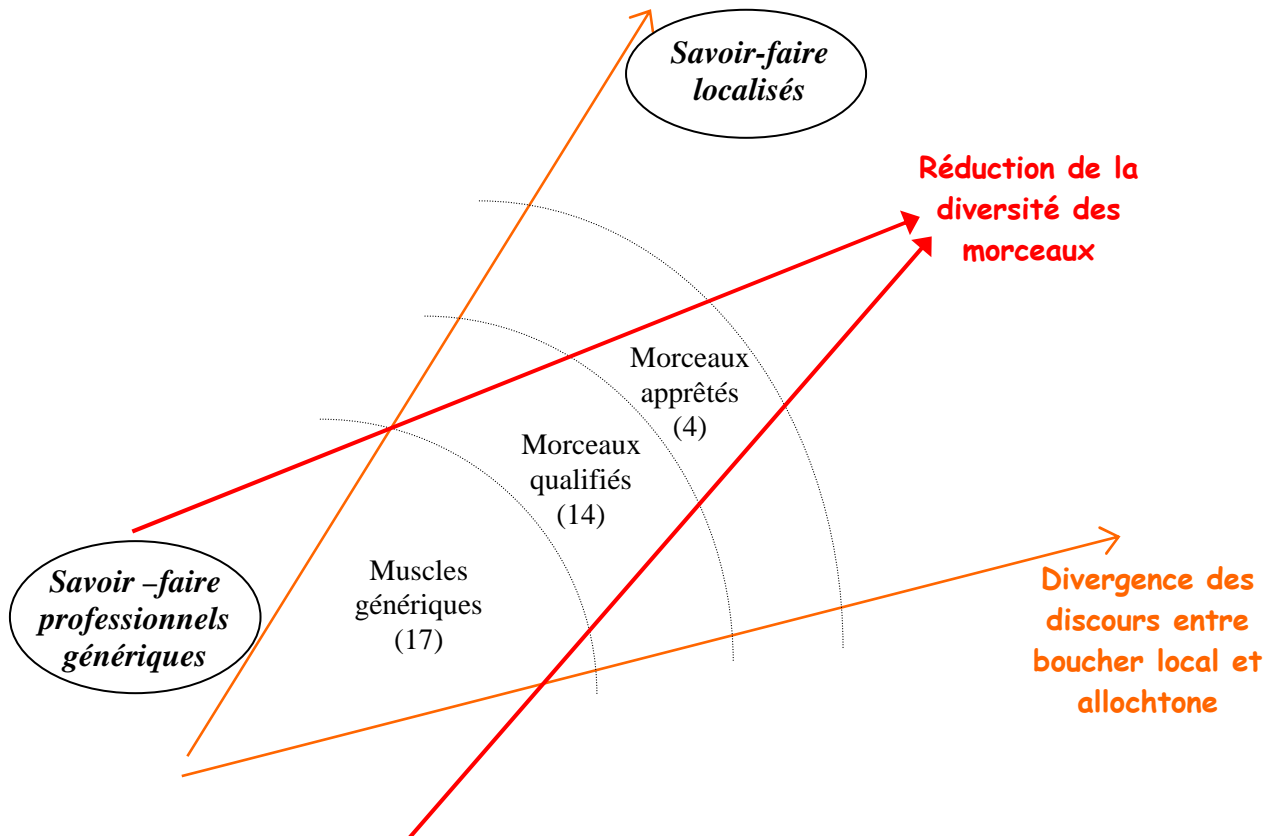 Savoir-faire
localisés
Réduction de la
diversité des
morceaux
Morceaux
apprêtés
(4)
Morceaux
qualifiés
(14)
Muscles
génériques
(17)
Savoir –faire
professionnels
génériques
Divergence des
discours entre
boucher local et
allochtone